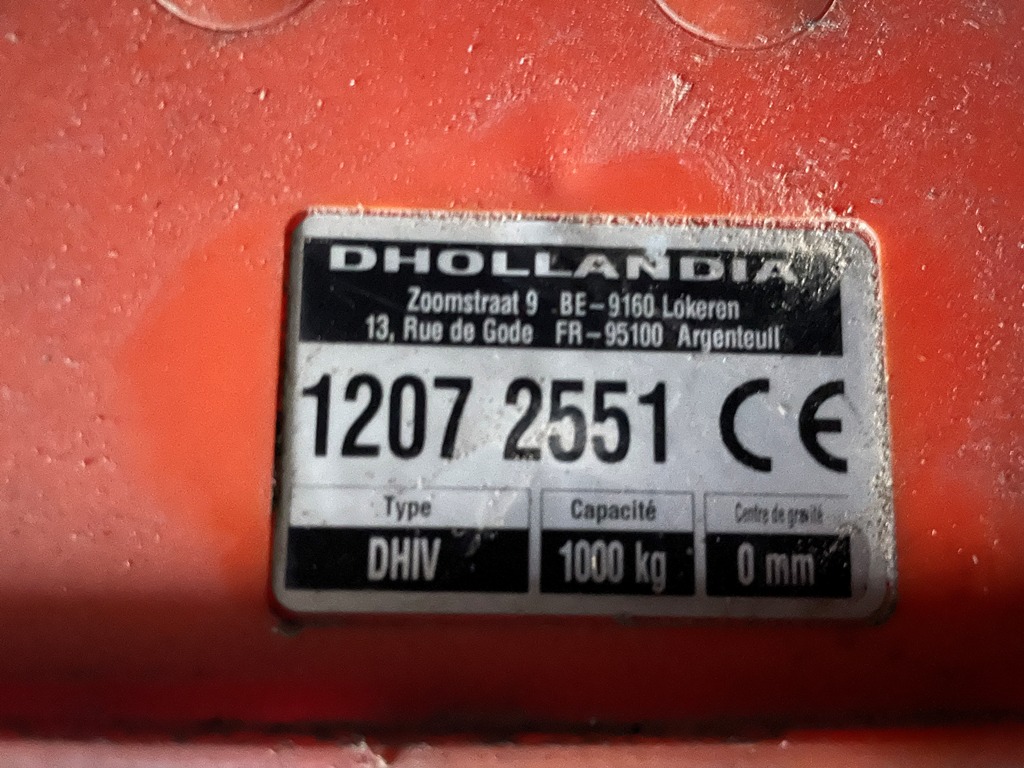 DHOLLANDIA
Zoomstraat 9 BE-9160 Lokeren
13, Rue de Gode FR-95100 Argenteuil
1207 2551 CE
Type Capacité Centre de gravité
DHIV 1000 kg 0 mm